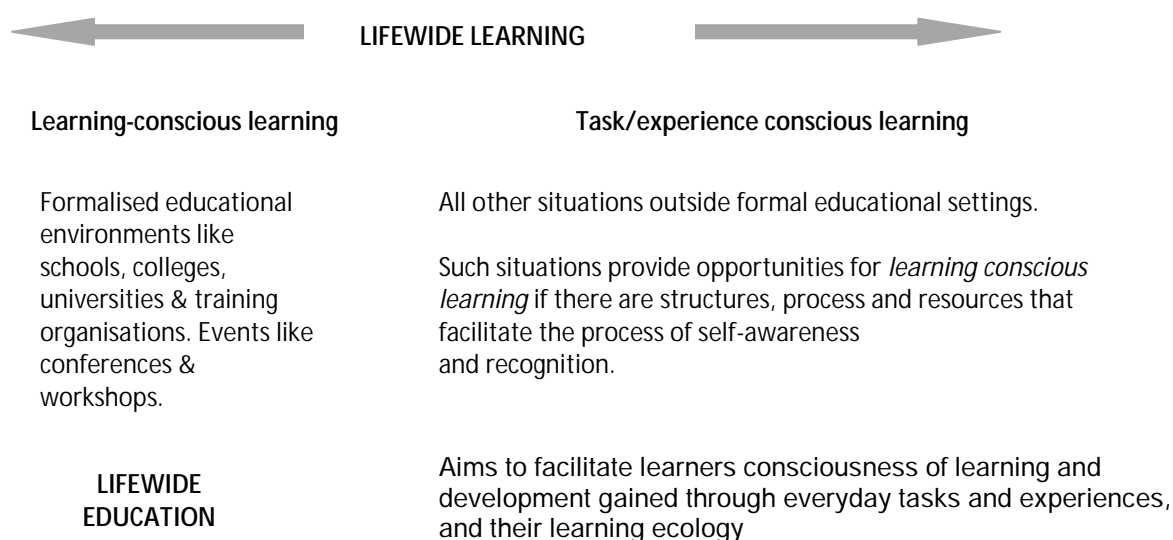 LIFEWIDE LEARNING
Learning-conscious learning
Task/experience conscious learning
Formalised educational
environments like
schools, colleges,
universities & training
organisations. Events like
conferences &
workshops.
All other situations outside formal educational settings.
Such situations provide opportunities for learning conscious
learning if there are structures, process and resources that
facilitate the process of self-awareness
and recognition.
LIFEWIDE
EDUCATION
Aims to facilitate learners consciousness of learning and
development gained through everyday tasks and experiences,
and their learning ecology